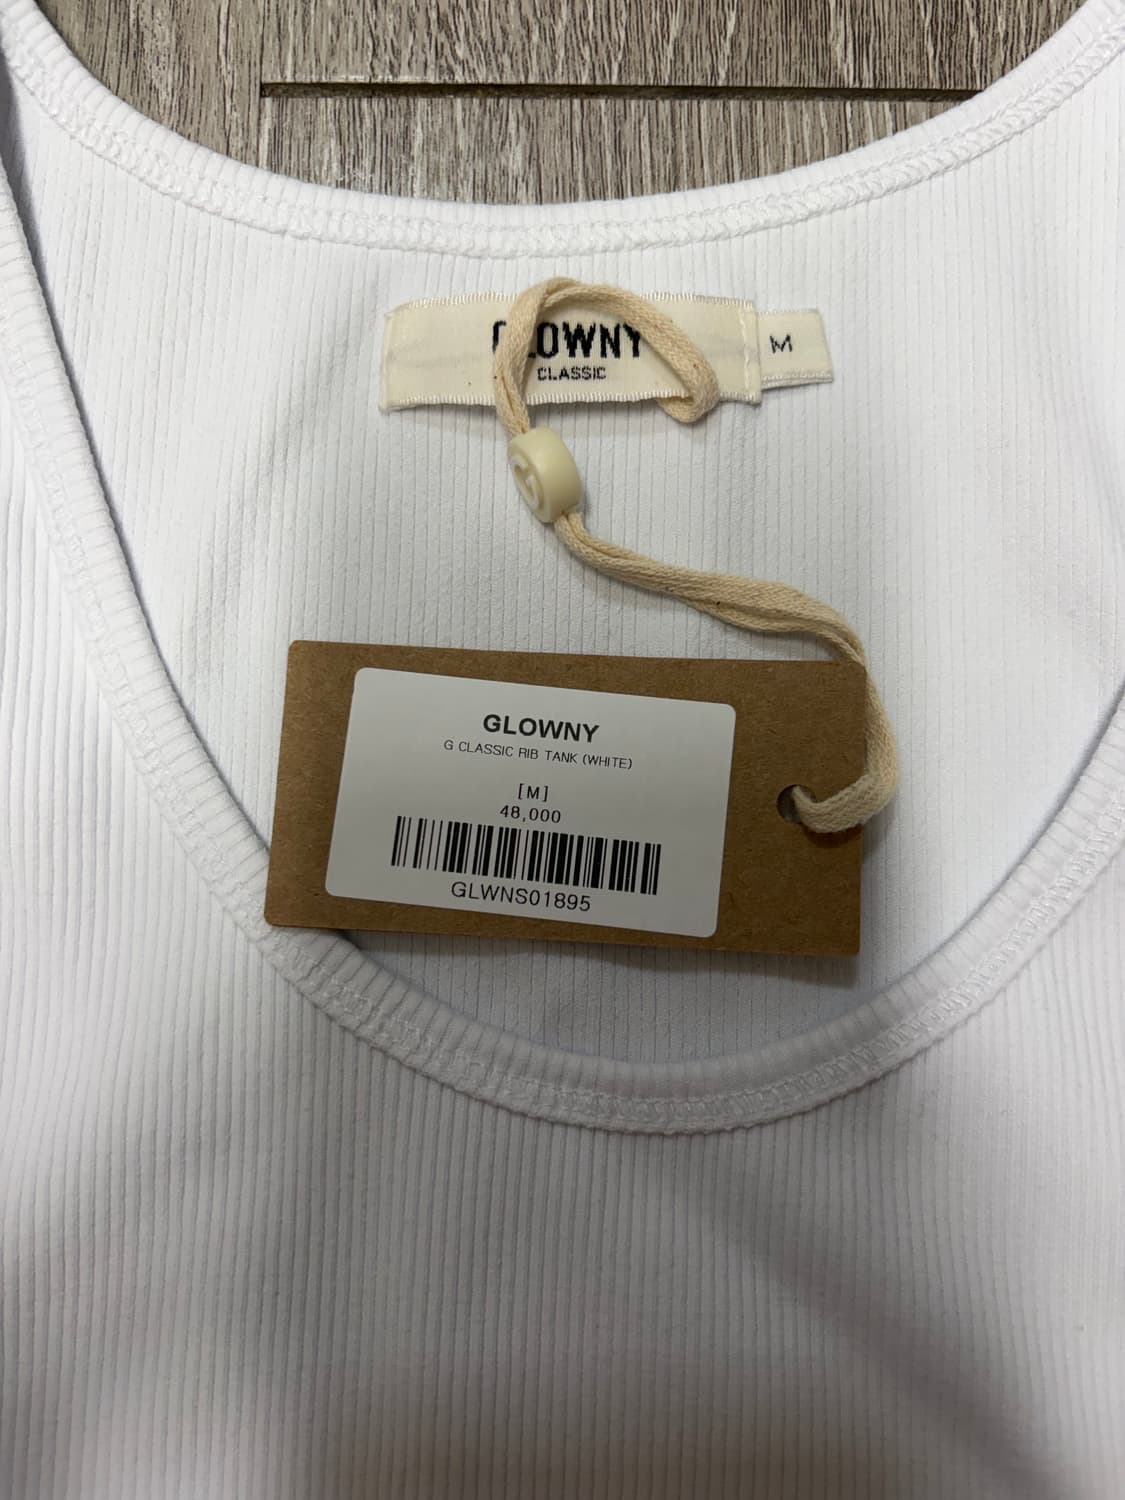 GLOWNY
CLASSIC
M
GLOWNY
G CLASSIC RIB TANK (WHITE)
[M]
48,000
GLWNS01895